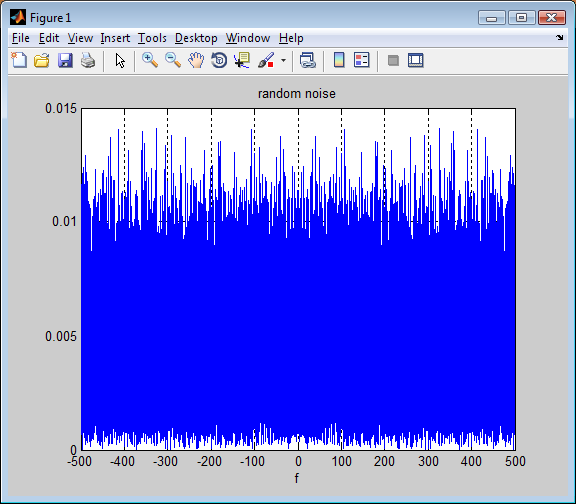 Figure 1
File Edit View Insert Tools Desktop Window Help
random noise
0.015
0.01
0.005
0
-500 -400 -300 -200 -100 0 100 200 300 400 500
f